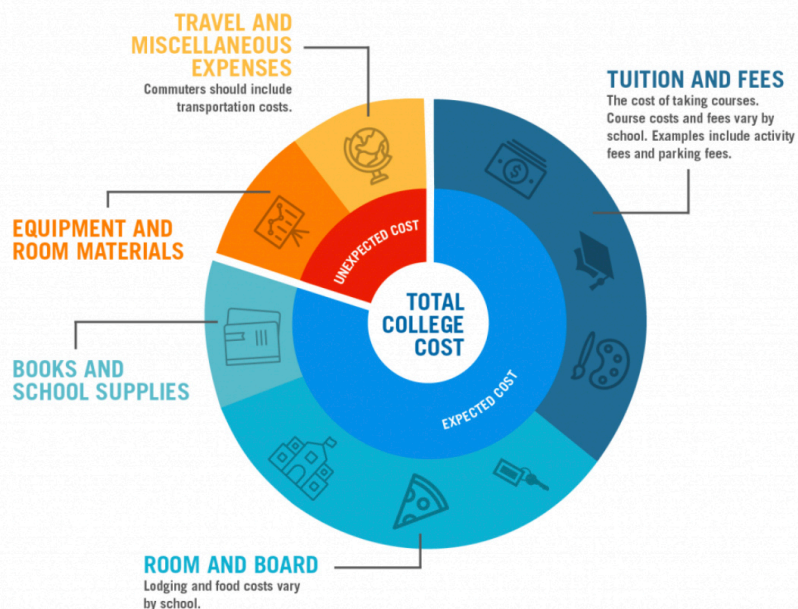 TRAVEL AND
MISCELLANEOUS
EXPENSES
Commuters should include
transportation costs.
TUITION AND FEES
The cost of taking courses.
Course costs and fees vary by
school. Examples include activity
fees and parking fees.
EQUIPMENT AND
ROOM MATERIALS
UNEXPECTED COST
TOTAL
COLLEGE
COST
EXPECTED COST
BOOKS AND
SCHOOL SUPPLIES
ROOM AND BOARD
Lodging and food costs vary
by school.